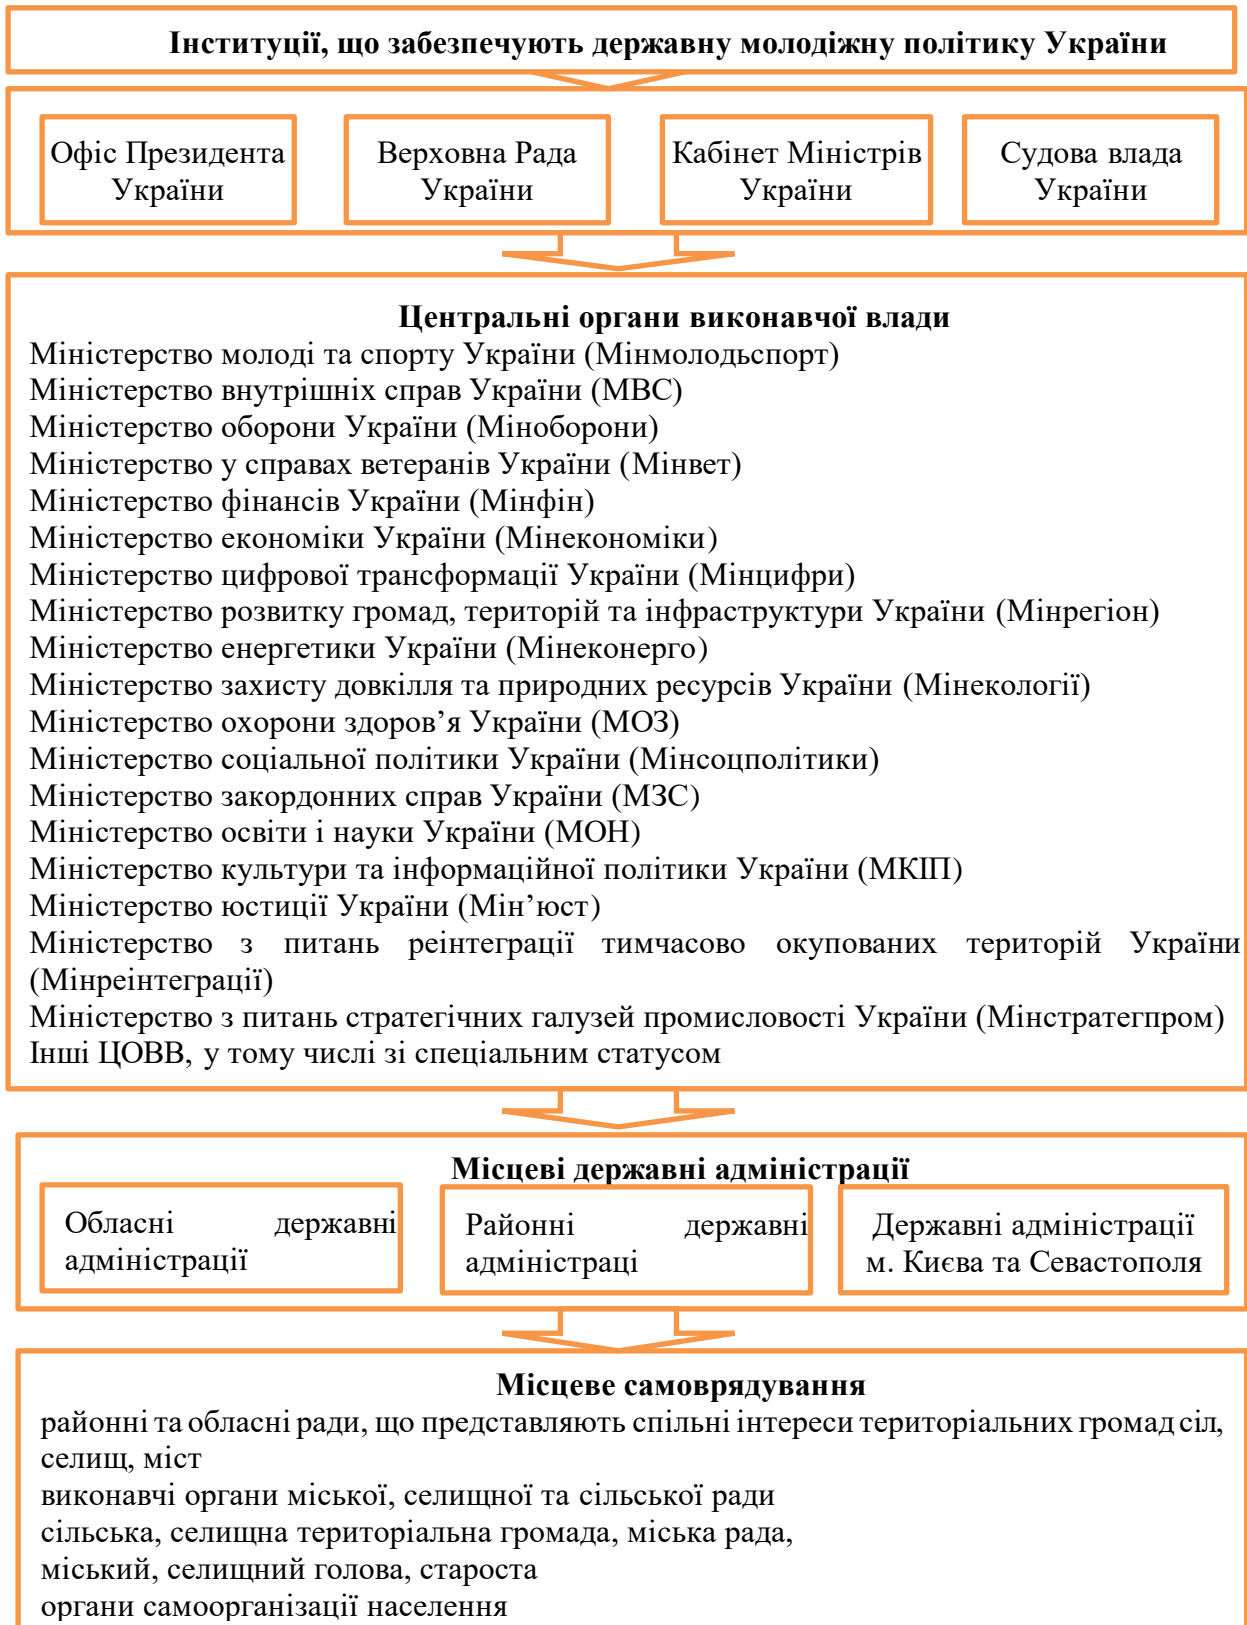 Інституції, що забезпечують державну молодіжну політику України
Офіс Президента
України
Верховна Рада
України
Кабінет Міністрів
України
Судова влада
України
Центральні органи виконавчої влади
Міністерство молоді та спорту України (Мінмолодьспорт)
Міністерство внутрішніх справ України (МВС)
Міністерство оборони України (Міноборони)
Міністерство у справах ветеранів України (Мінвет)
Міністерство фінансів України (Мінфін)
Міністерство економіки України (Мінекономіки)
Міністерство цифрової трансформації України (Мінцифри)
Міністерство розвитку громад, територій та інфраструктури України (Мінрегіон)
Міністерство енергетики України (Мінеконерго)
Міністерство захисту довкілля та природних ресурсів України (Мінекології)
Міністерство охорони здоров’я України (МОЗ)
Міністерство соціальної політики України (Мінсоцполітики)
Міністерство закордонних справ України (МЗС)
Міністерство освіти і науки України (МОН)
Міністерство культури та інформаційної політики України (МКІП)
Міністерство юстиції України (Мін’юст)
Міністерство з питань реінтеграції тимчасово окупованих територій України
(Мінреінтеграції)
Міністерство з питань стратегічних галузей промисловості України (Мінстратегпром)
Інші ЦОВВ, у тому числі зі спеціальним статусом
Місцеві державні адміністрації
Обласні державні
адміністрації
Районні державні
адміністраці
Державні адміністрації
м. Києва та Севастополя
Місцеве самоврядування
районні та обласні ради, що представляють спільні інтереси територіальних громад сіл,
селищ, міст
виконавчі органи міської, селищної та сільської ради
сільська, селищна територіальна громада, міська рада,
міський, селищний голова, староста
органи самоорганізації населення